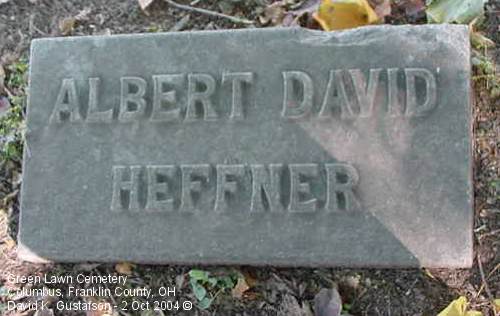 ALBERT DAVID
HEFFNER
Green Lawn Cemetery
Columbus, Franklin County, OH
David K. Gustafson - 2 Oct 2004 ©